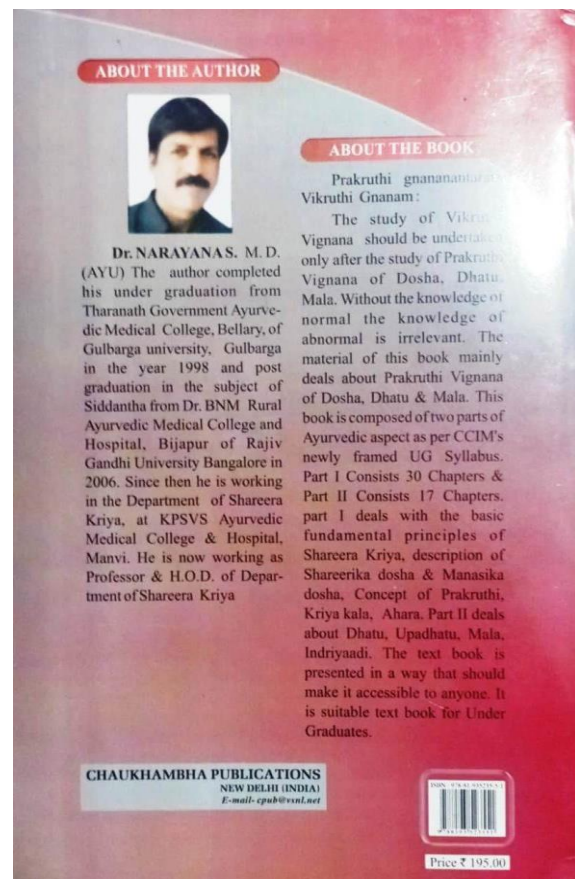 ABOUT THE AUTHOR
Dr. NARAYANA S. M.D.
(AYU) The author completed
his under graduation from
Tharanath Government Ayurve-
dic Medical College, Bellary, of
Gulbarga university, Gulbarga
in the year 1998 and post
graduation in the subject of
Siddantha from Dr. BNM Rural
Ayurvedic Medical College and
Hospital, Bijapur of Rajiv
Gandhi University Bangalore in
2006. Since then he is working
in the Department of Shareera
Kriya, at KPSVS Ayurvedic
Medical College & Hospital,
Manvi. He is now working as
Professor & H.O.D. of Depar-
tment of Shareera Kriya
ABOUT THE BOOK
Prakruthi
Vikruthi Gnanam :
The study of
Vignana should be undertaken
only after the study of Prakruthi
Vignana of Dosha, Dhatu,
Mala. Without the knowledge of
normal the knowledge of
abnormal is irrelevant. The
material of this book mainly
deals about Prakruthi Vignana
of Dosha, Dhatu & Mala. This
book is composed of two parts of
Ayurvedic aspect as per CCIM's
newly framed UG Syllabus.
Part I Consists 30 Chapters &
Part II Consists 17 Chapters.
part I deals with the basic
fundamental principles of
Shareera Kriya, description of
Shareerika dosha & Manasika
dosha, Concept of Prakruthi,
Kriya kala, Ahara. Part II deals
about Dhatu, Upadhatu, Mala,
Indriyaadi. The text book is
presented in a way that should
make it accessible to anyone. It
is suitable text book for Under
Graduates.
CHAUKHAMBHA PUBLICATIONS
NEW DELHI (INDIA)
E-mail- cpub@vsnl.net
Price ₹ 195.00